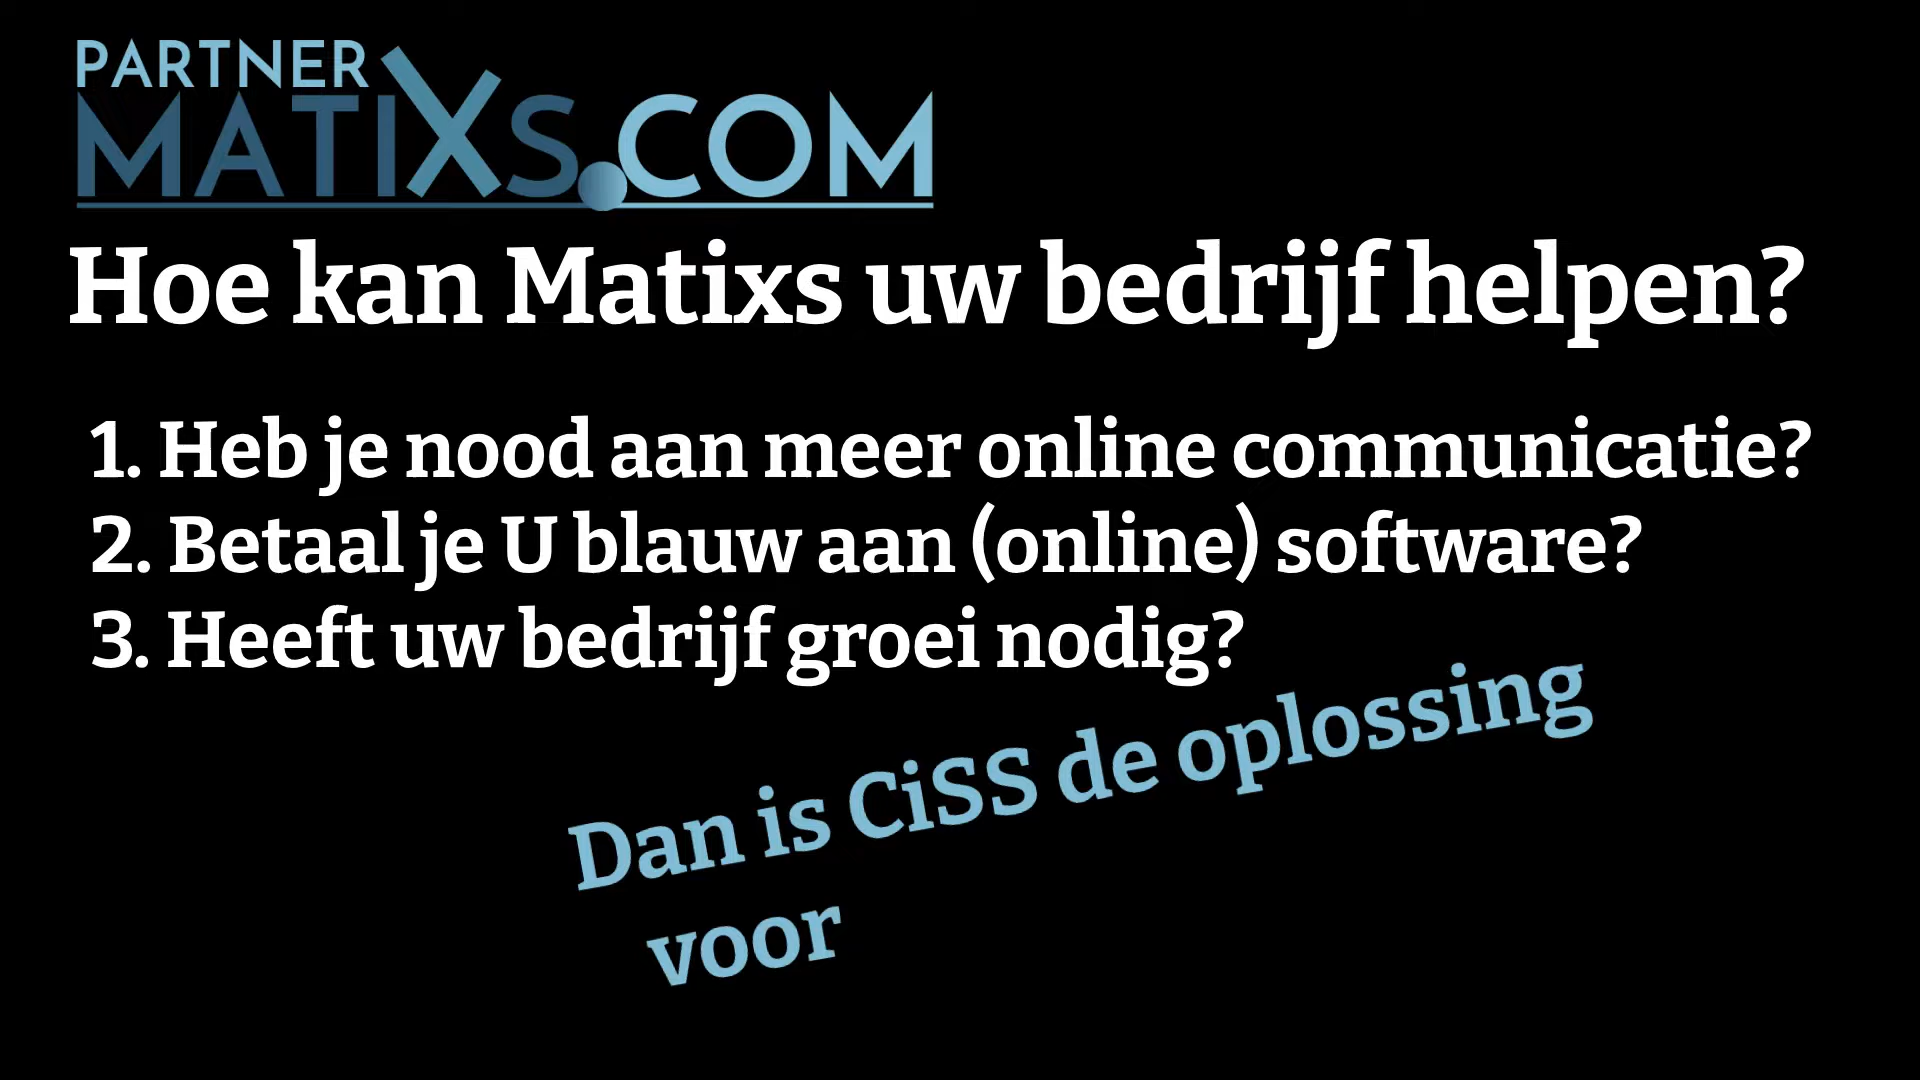 PARTNER
MATIXS.COM
Hoe kan Matixs uw bedrijf helpen?
1. Heb je nood aan meer online communicatie?
2. Betaal je U blauw aan (online) software?
3. Heeft uw bedrijf groei nodig?
Dan is CiSS de oplossing
voor